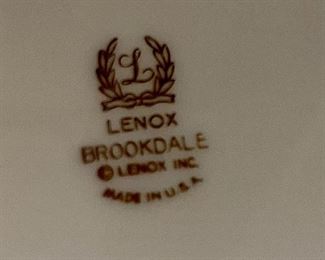 L
LENOX
BROOKDALE
© LENOX INC.
MADE IN U.S.A.